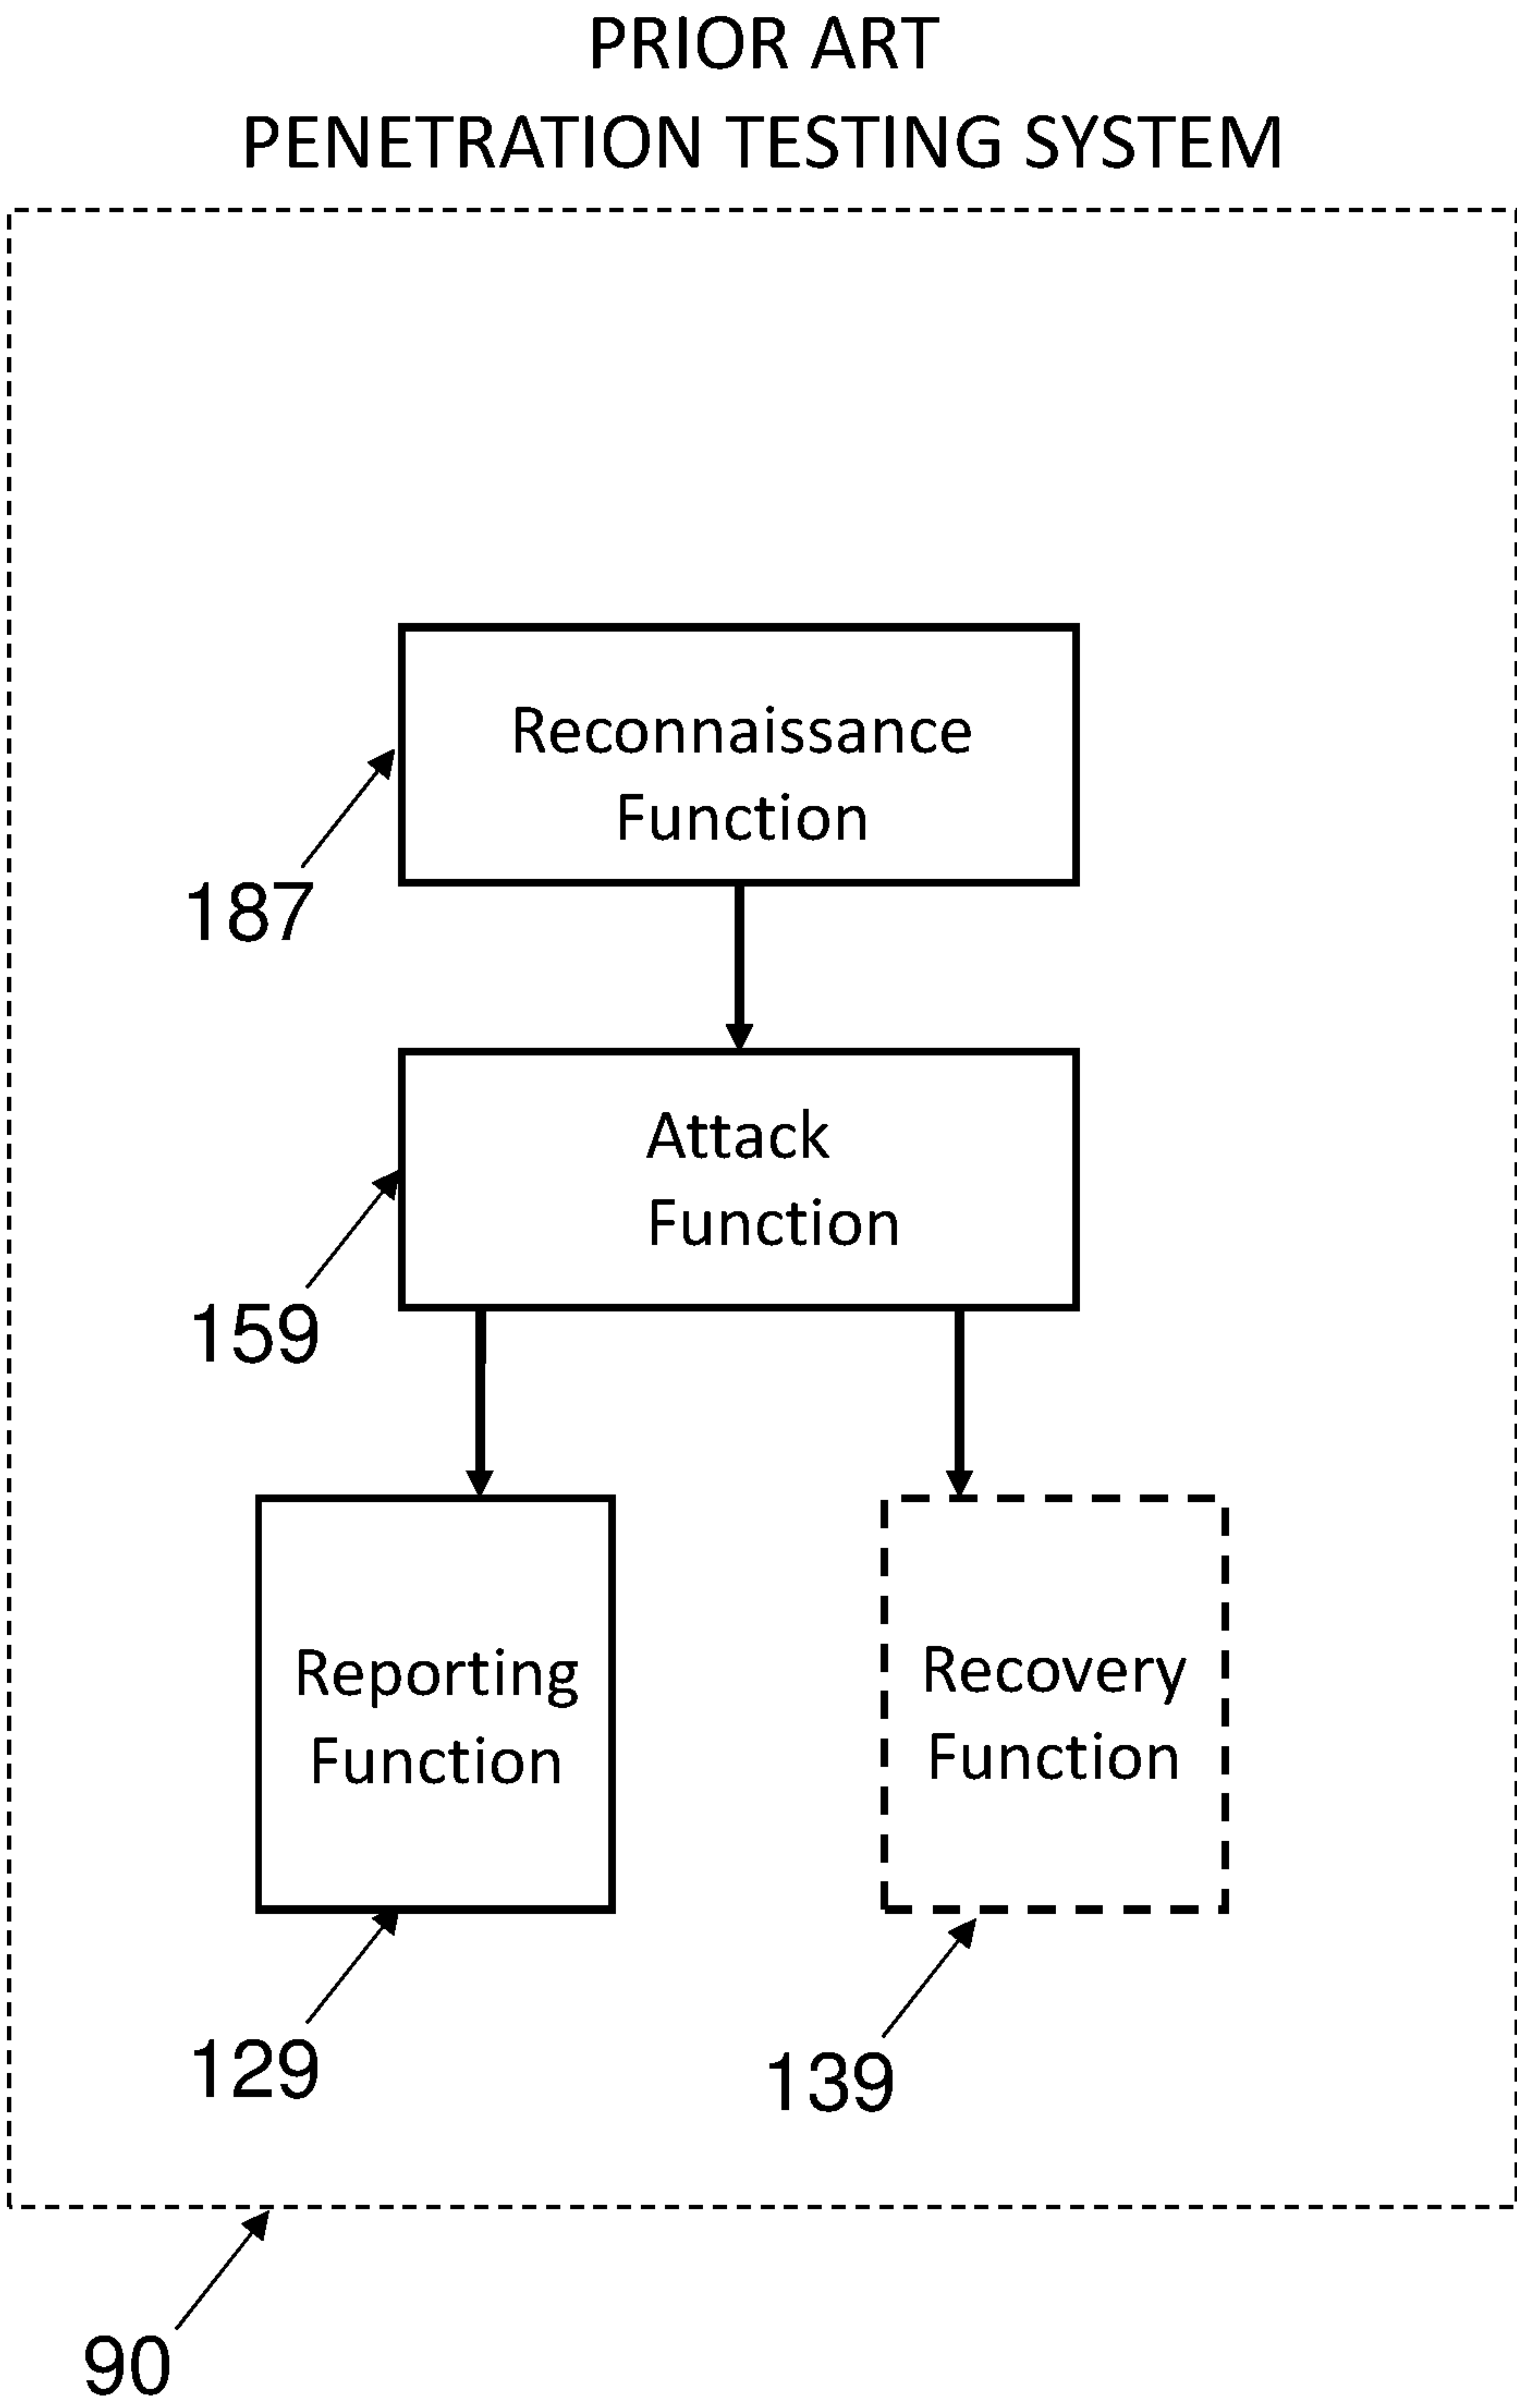 PRIOR ART
PENETRATION TESTING SYSTEM
Reconnaissance
Function
187
Attack
Function
159
Reporting
Function
Recovery
Function
129
139
90